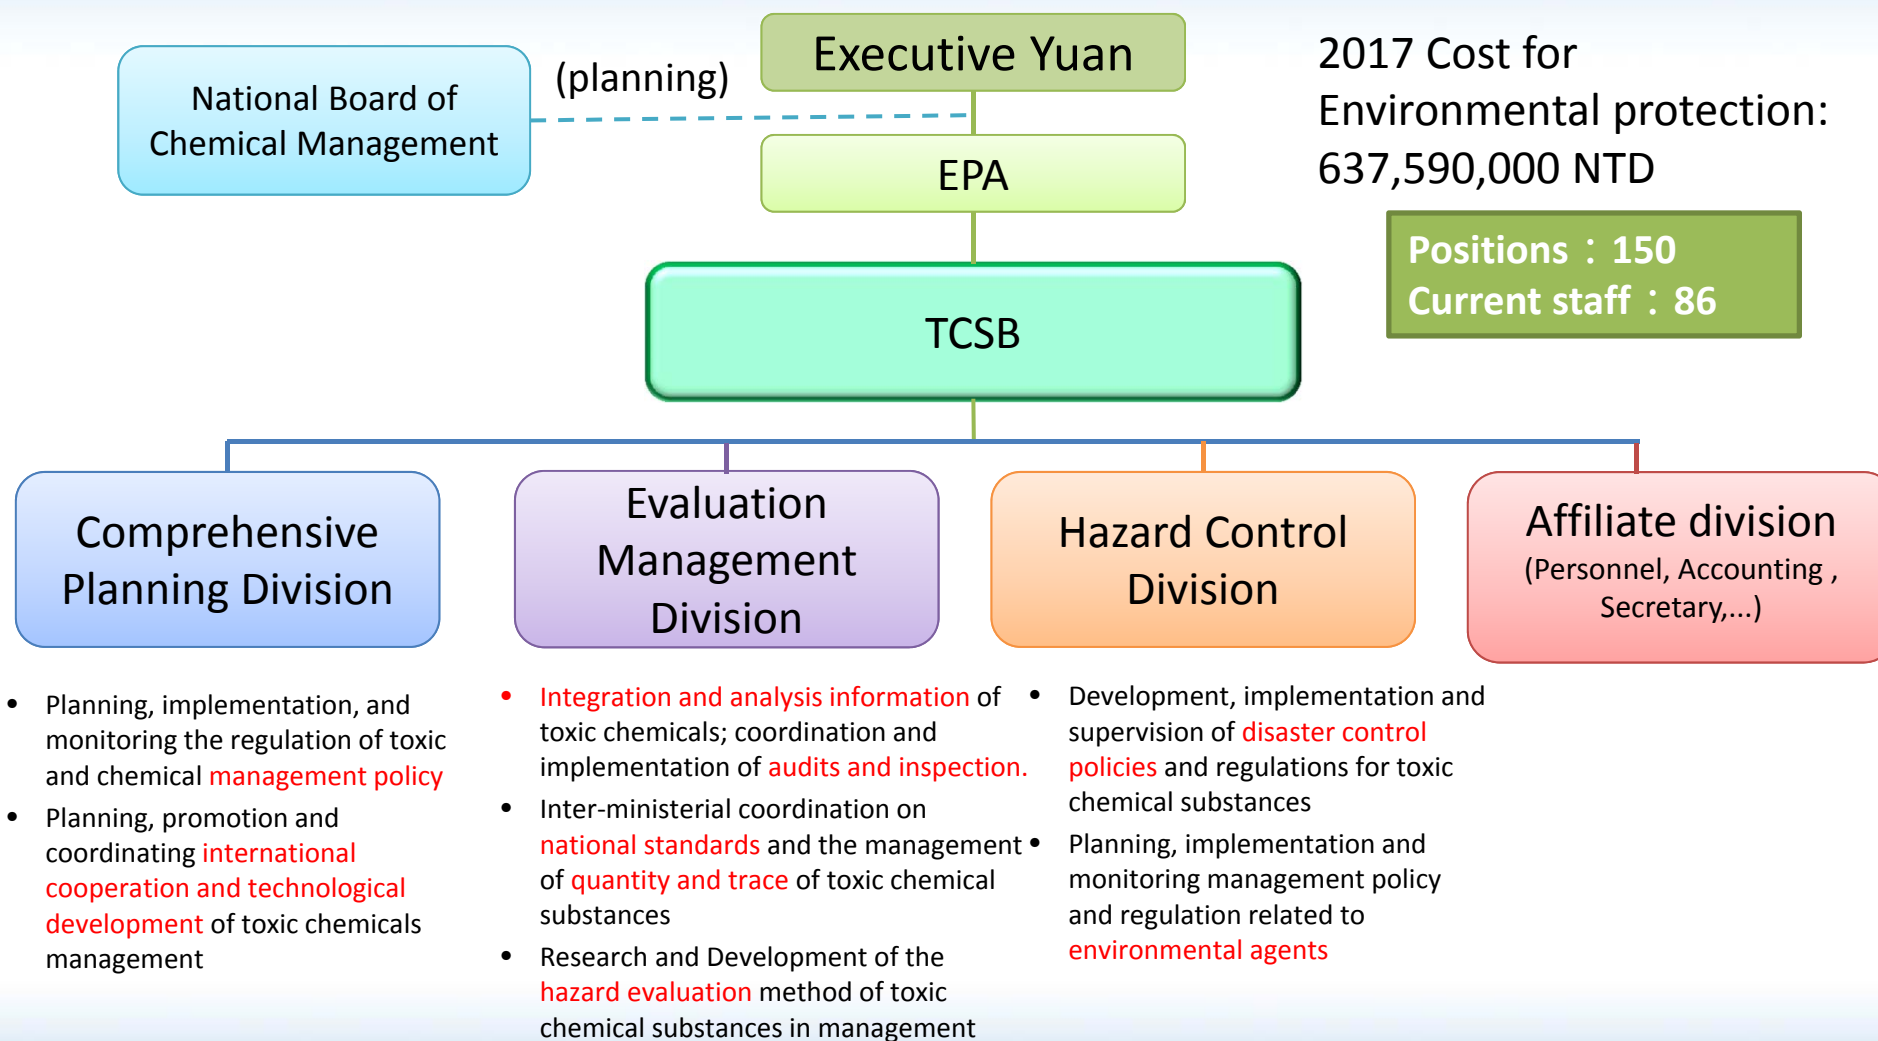 National Board of
Chemical Management
(planning)
Executive Yuan
EPA
TCSB
2017 Cost for
Environmental protection:
637,590,000 NTD
Positions：150
Current staff：86
Comprehensive
Planning Division
• Planning, implementation, and
monitoring the regulation of toxic
and chemical management policy
• Planning, promotion and
coordinating international
cooperation and technological
development of toxic chemicals
management
Evaluation
Management
Division
• Integration and analysis information of
toxic chemicals; coordination and
implementation of audits and inspection.
• Inter-ministerial coordination on
national standards and the management
of quantity and trace of toxic chemical
substances
• Research and Development of the
hazard evaluation method of toxic
chemical substances in management
Hazard Control
Division
• Development, implementation and
supervision of disaster control
policies and regulations for toxic
chemical substances
• Planning, implementation and
monitoring management policy
and regulation related to
environmental agents
Affiliate division
(Personnel, Accounting ,
Secretary,...)